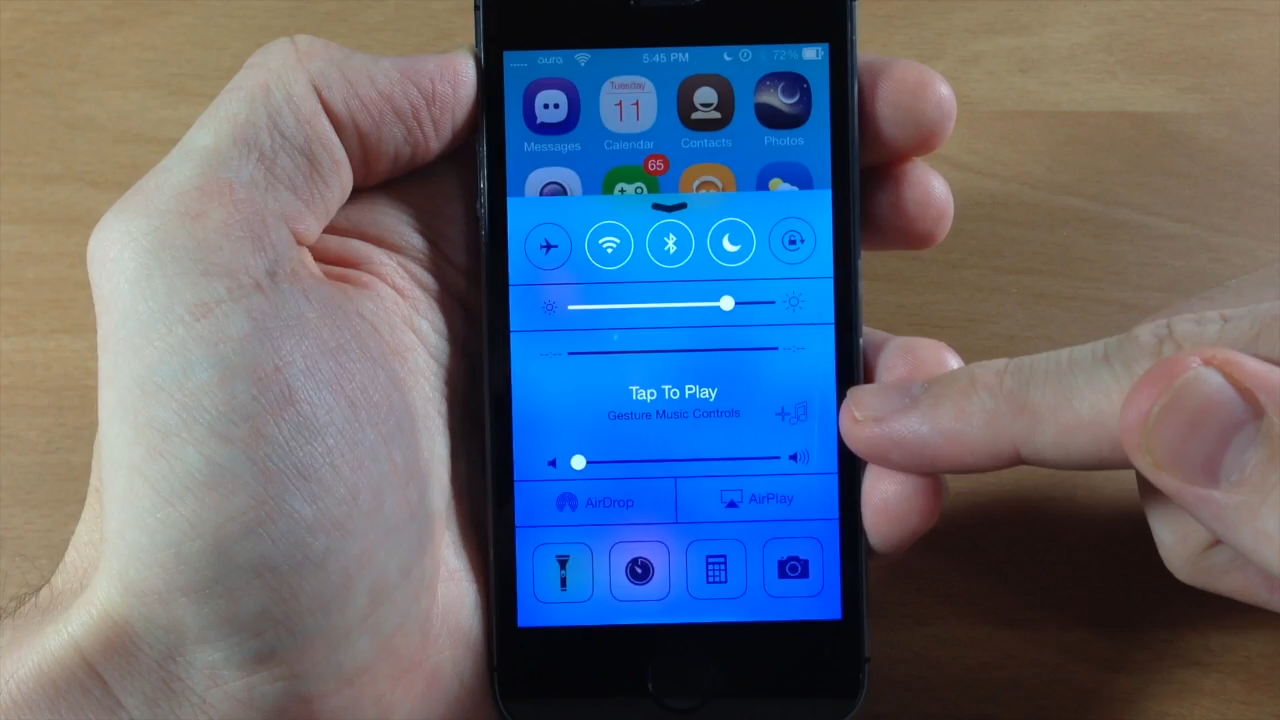 aura 5:45 PM 72%
Tuesday
11
Messages Calendar Contacts Photos
65
--:-- --:--
Tap To Play
Gesture Music Controls
AirDrop AirPlay